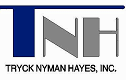 TNH
TRYCK NYMAN HAYES, INC.